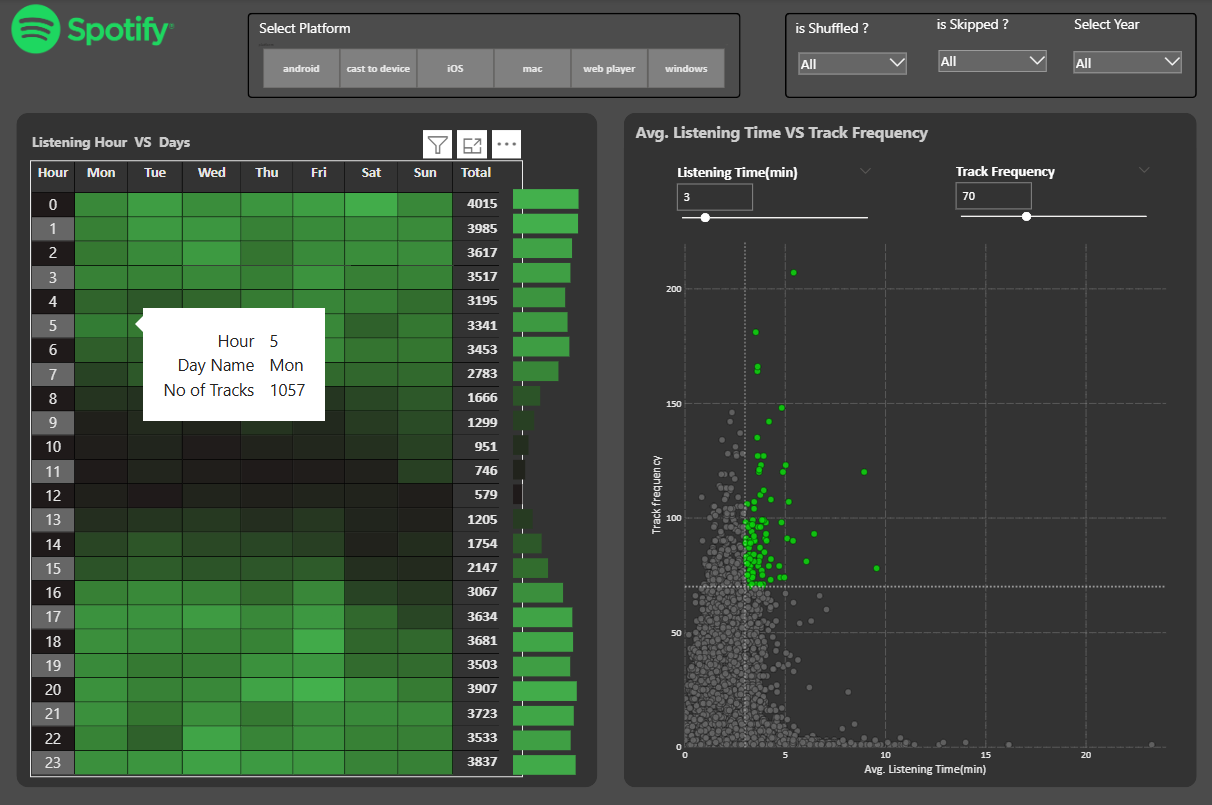 Spotify
Select Platform
android cast to device iOS mac web player windows
is Shuffled ? is Skipped ? Select Year
All All All
Listening Hour VS Days
Hour Mon Tue Wed Thu Fri Sat Sun Total
0 4015
1 3985
2 3617
3 3517
4 3195
5 3341
6 3453
7 2783
8 1666
9 1299
10 951
11 746
12 579
13 1205
14 1754
15 2147
16 3067
17 3634
18 3681
19 3503
20 3907
21 3723
22 3533
23 3837
Hour 5
Day Name Mon
No of Tracks 1057
Avg. Listening Time VS Track Frequency
Listening Time(min) Track Frequency
3 70
200
150
100
50
0
Track frequency
0 5 10 15 20
Avg. Listening Time(min)